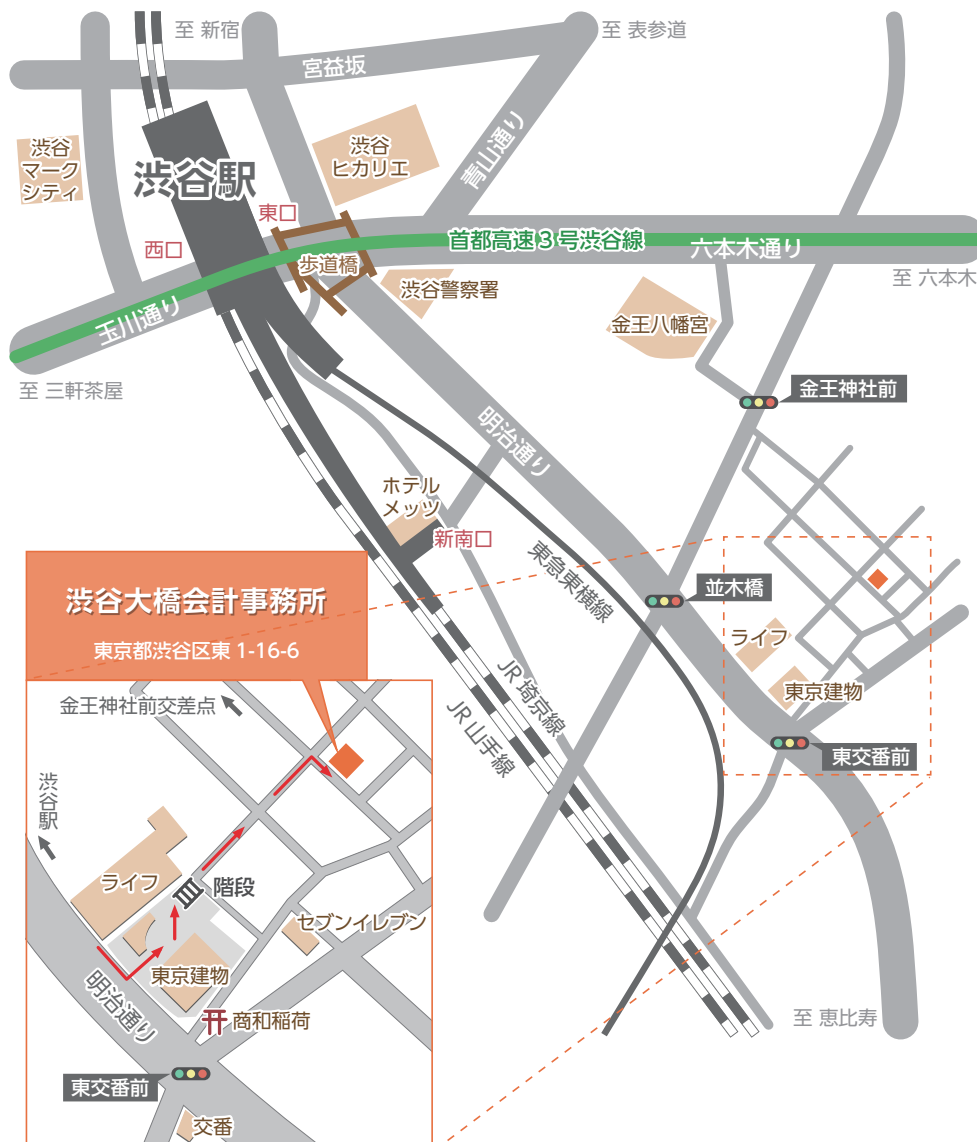 至 新宿
至 表参道
宮益坂
渋谷
マーク
シティ
渋谷駅
渋谷
ヒカリエ
青山通り
東口
西口
歩道橋
首都高速3号渋谷線
六本木通り
至 六本木
渋谷警察署
金王八幡宮
玉川通り
至 三軒茶屋
金王神社前
明治通り
ホテル
メッツ
新南口
東急東横線
並木橋
ライフ
東京建物
東交番前
JR埼京線
JR山手線
至 恵比寿
渋谷大橋会計事務所
東京都渋谷区東 1-16-6
金王神社前交差点
渋谷駅
ライフ
階段
セブンイレブン
東京建物
明治通り
商和稲荷
東交番前
交番